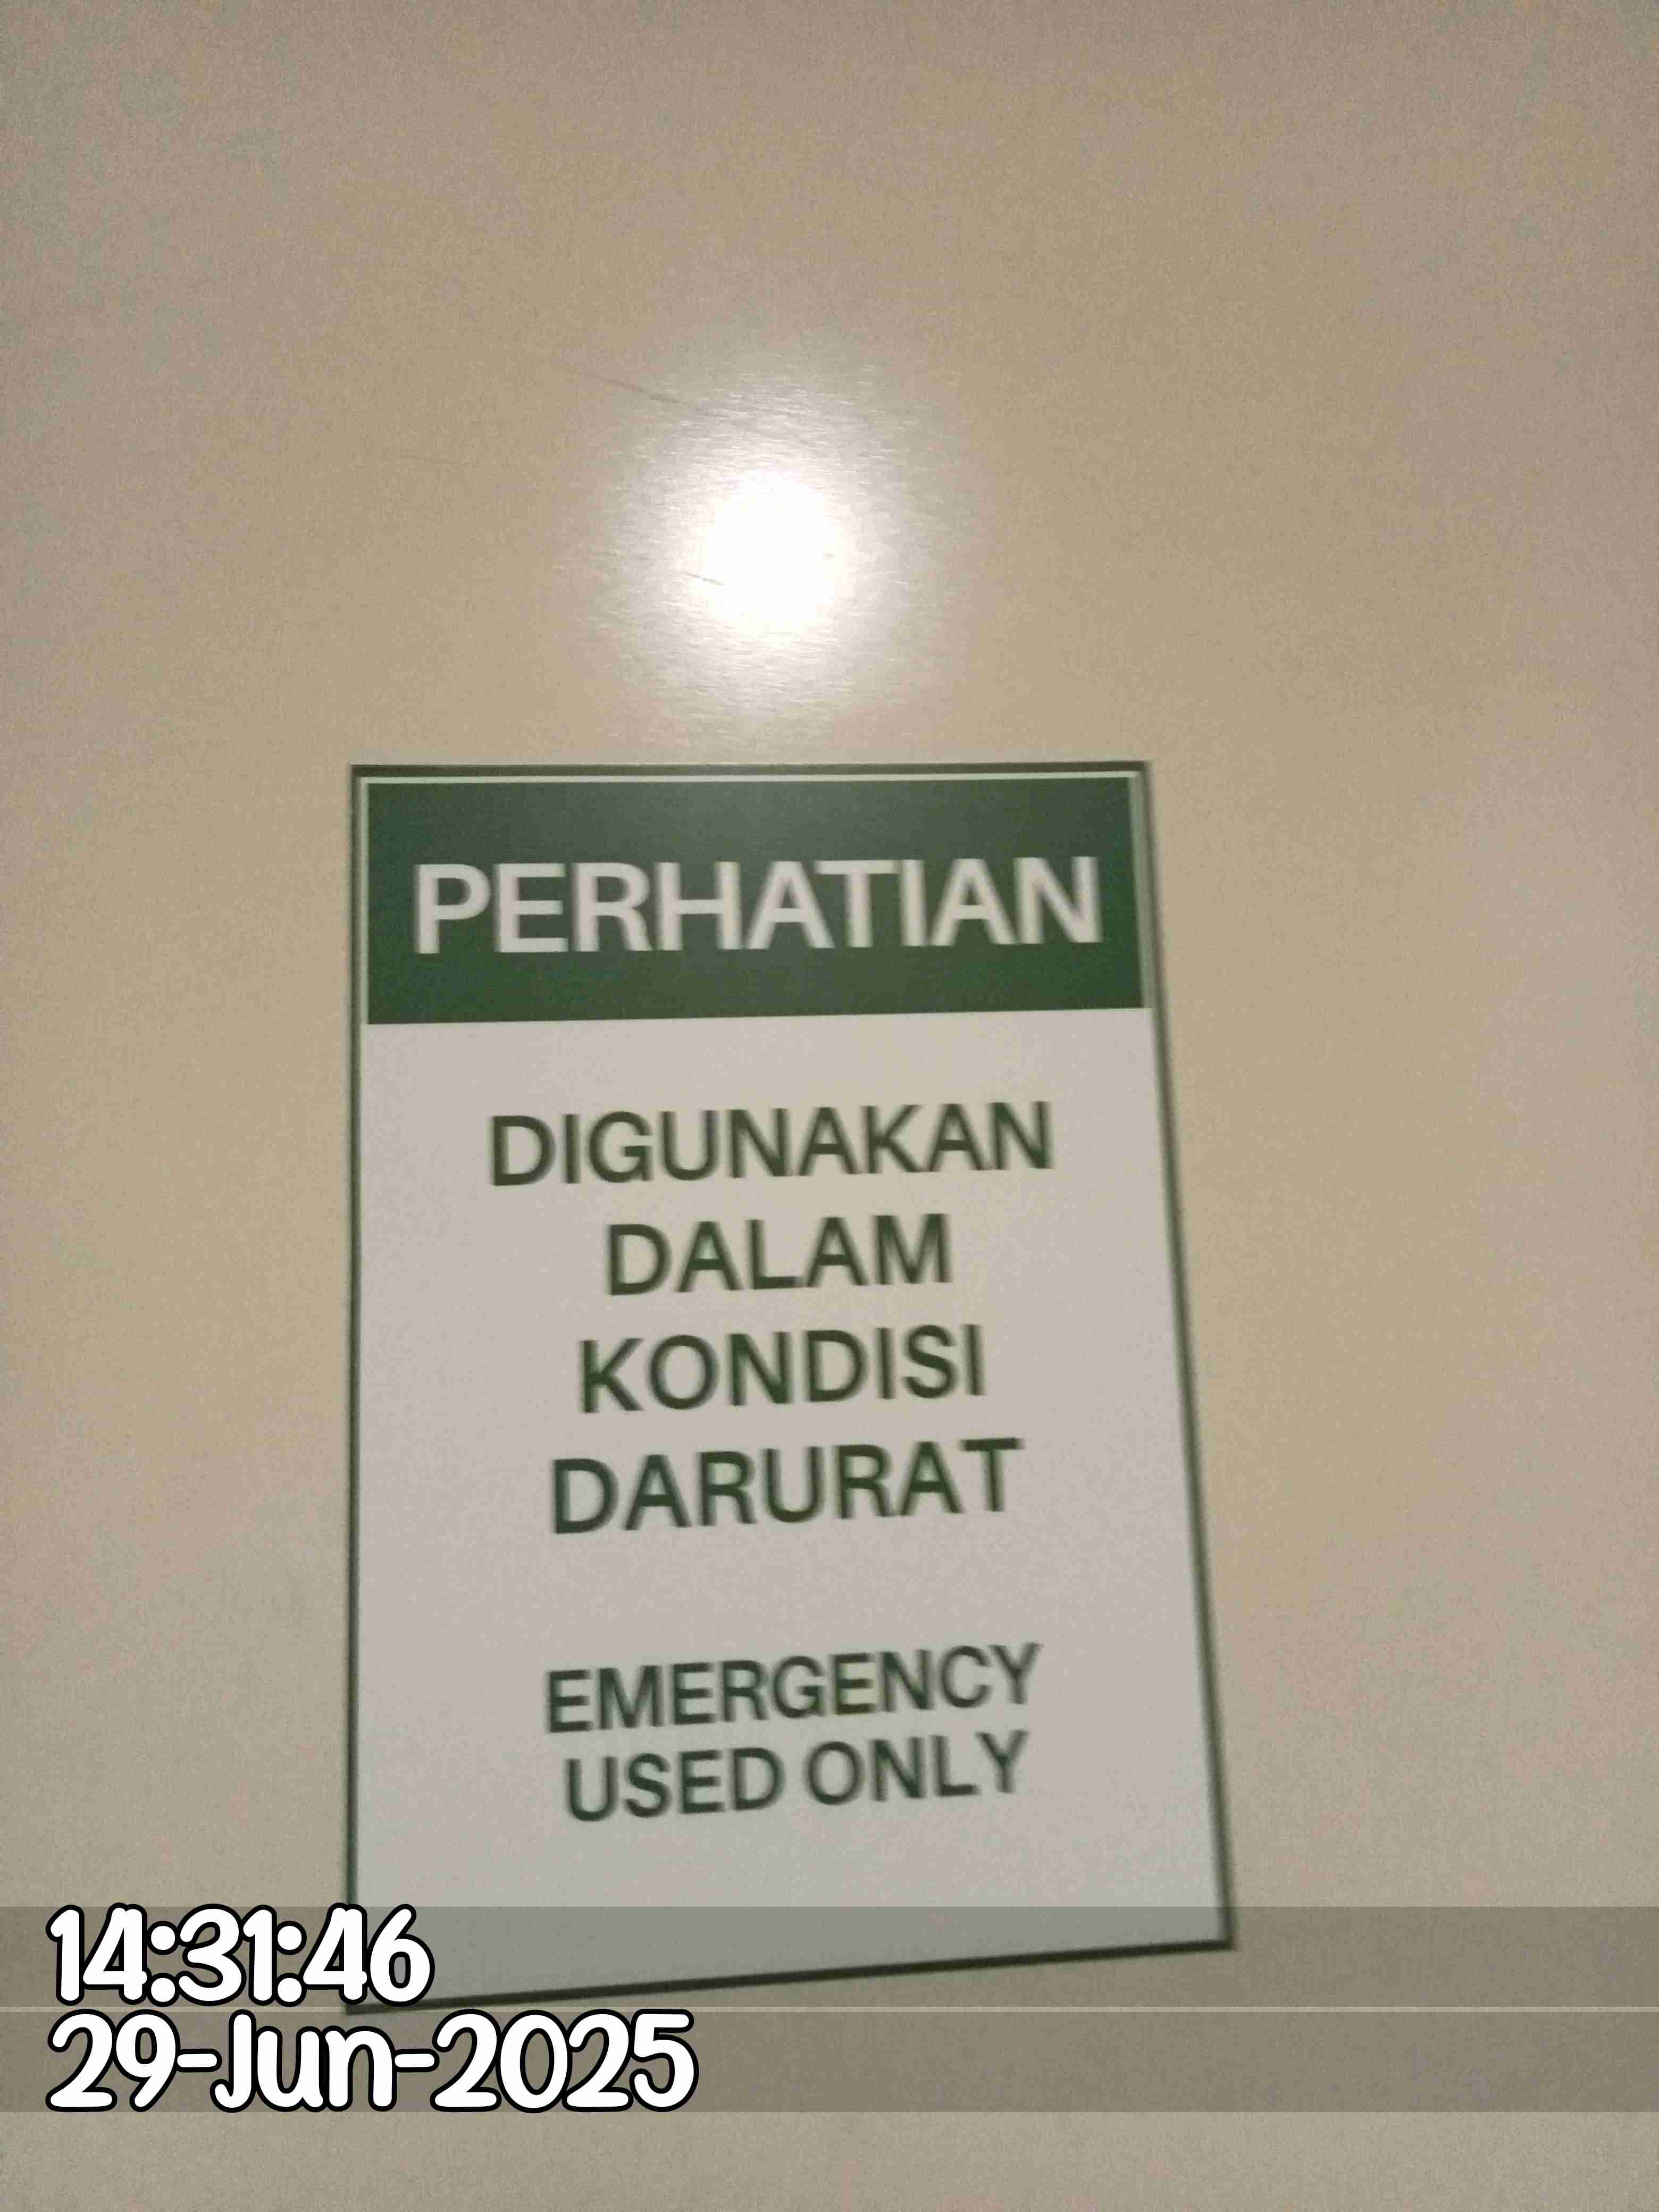 PERHATIAN
DIGUNAKAN
DALAM
KONDISI
DARURAT
EMERGENCY
USED ONLY
14:31:46
29-Jun-2025